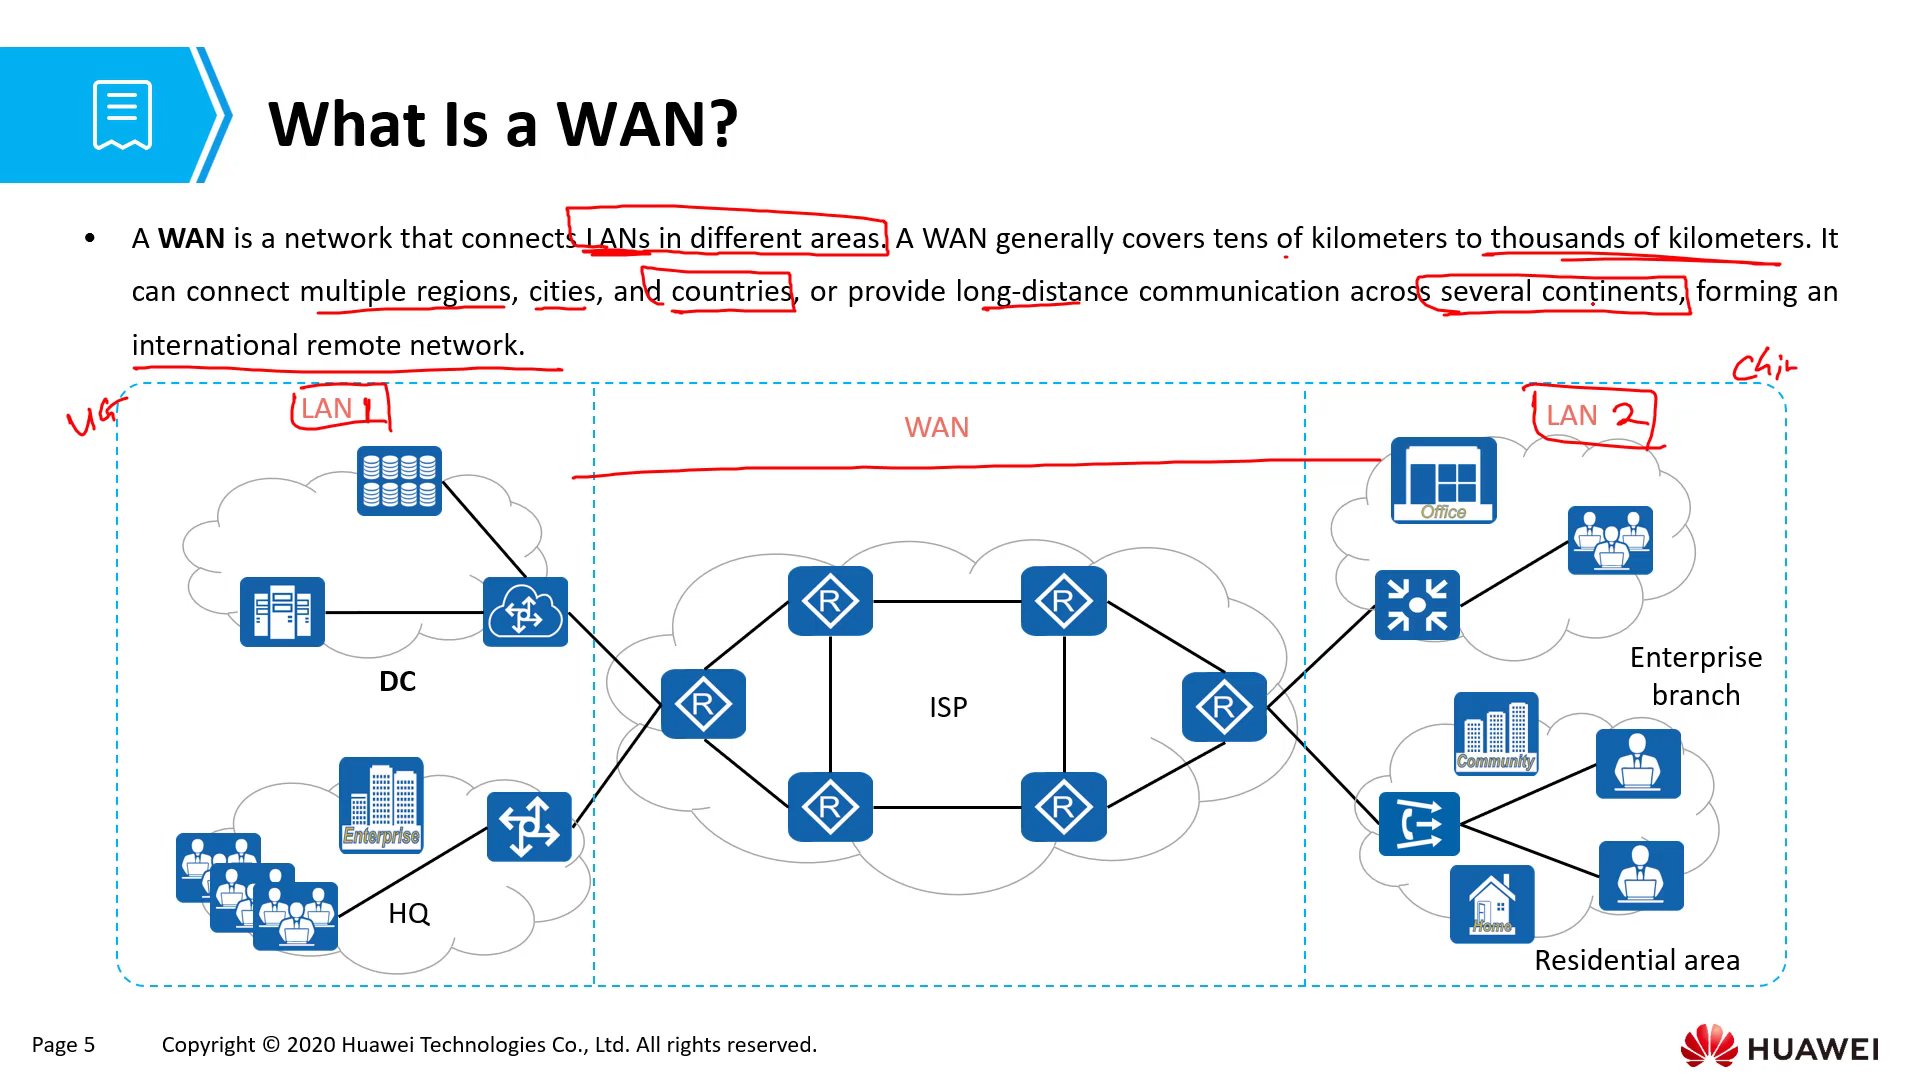 What Is a WAN?
• A WAN is a network that connects LANs in different areas. A WAN generally covers tens of kilometers to thousands of kilometers. It
can connect multiple regions, cities, and countries, or provide long-distance communication across several continents, forming an
international remote network.
UG
LAN 1
WAN
LAN 2
Office
R
R
Enterprise
branch
DC
R
ISP
R
Community
Enterprise
R
R
HQ
Home
Residential area
Page 5
Copyright © 2020 Huawei Technologies Co., Ltd. All rights reserved.
HUAWEI